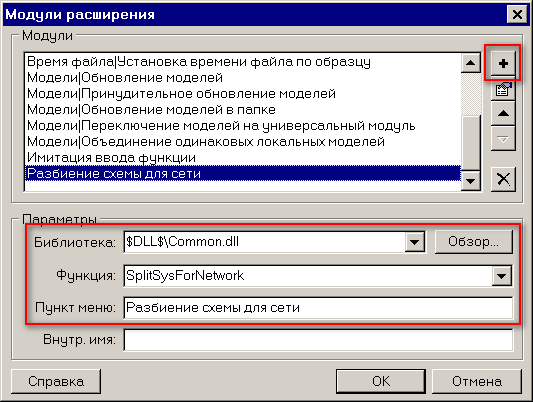 Модули расширения
Модули
Время файла|Установка времени файла по образцу
Модели|Обновление моделей
Модели|Принудительное обновление моделей
Модели|Обновление моделей в папке
Модели|Переключение моделей на универсальный модуль
Модели|Объединение одинаковых локальных моделей
Имитация ввода функции
Разбиение схемы для сети
Параметры
Библиотека: $DLL$\Common.dll Обзор...
Функция: SplitSysForNetwork
Пункт меню: Разбиение схемы для сети
Внутр. имя:
Справка OK Отмена